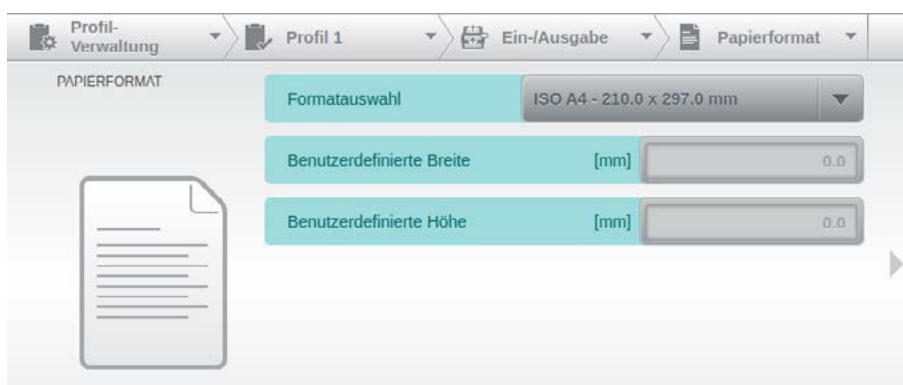 Profil-
Verwaltung
Profil 1
Ein-/Ausgabe
Papierformat
PAPIERFORMAT
Formatauswahl
ISO A4 - 210.0 x 297.0 mm
Benutzerdefinierte Breite [mm] 0.0
Benutzerdefinierte Höhe [mm] 0.0